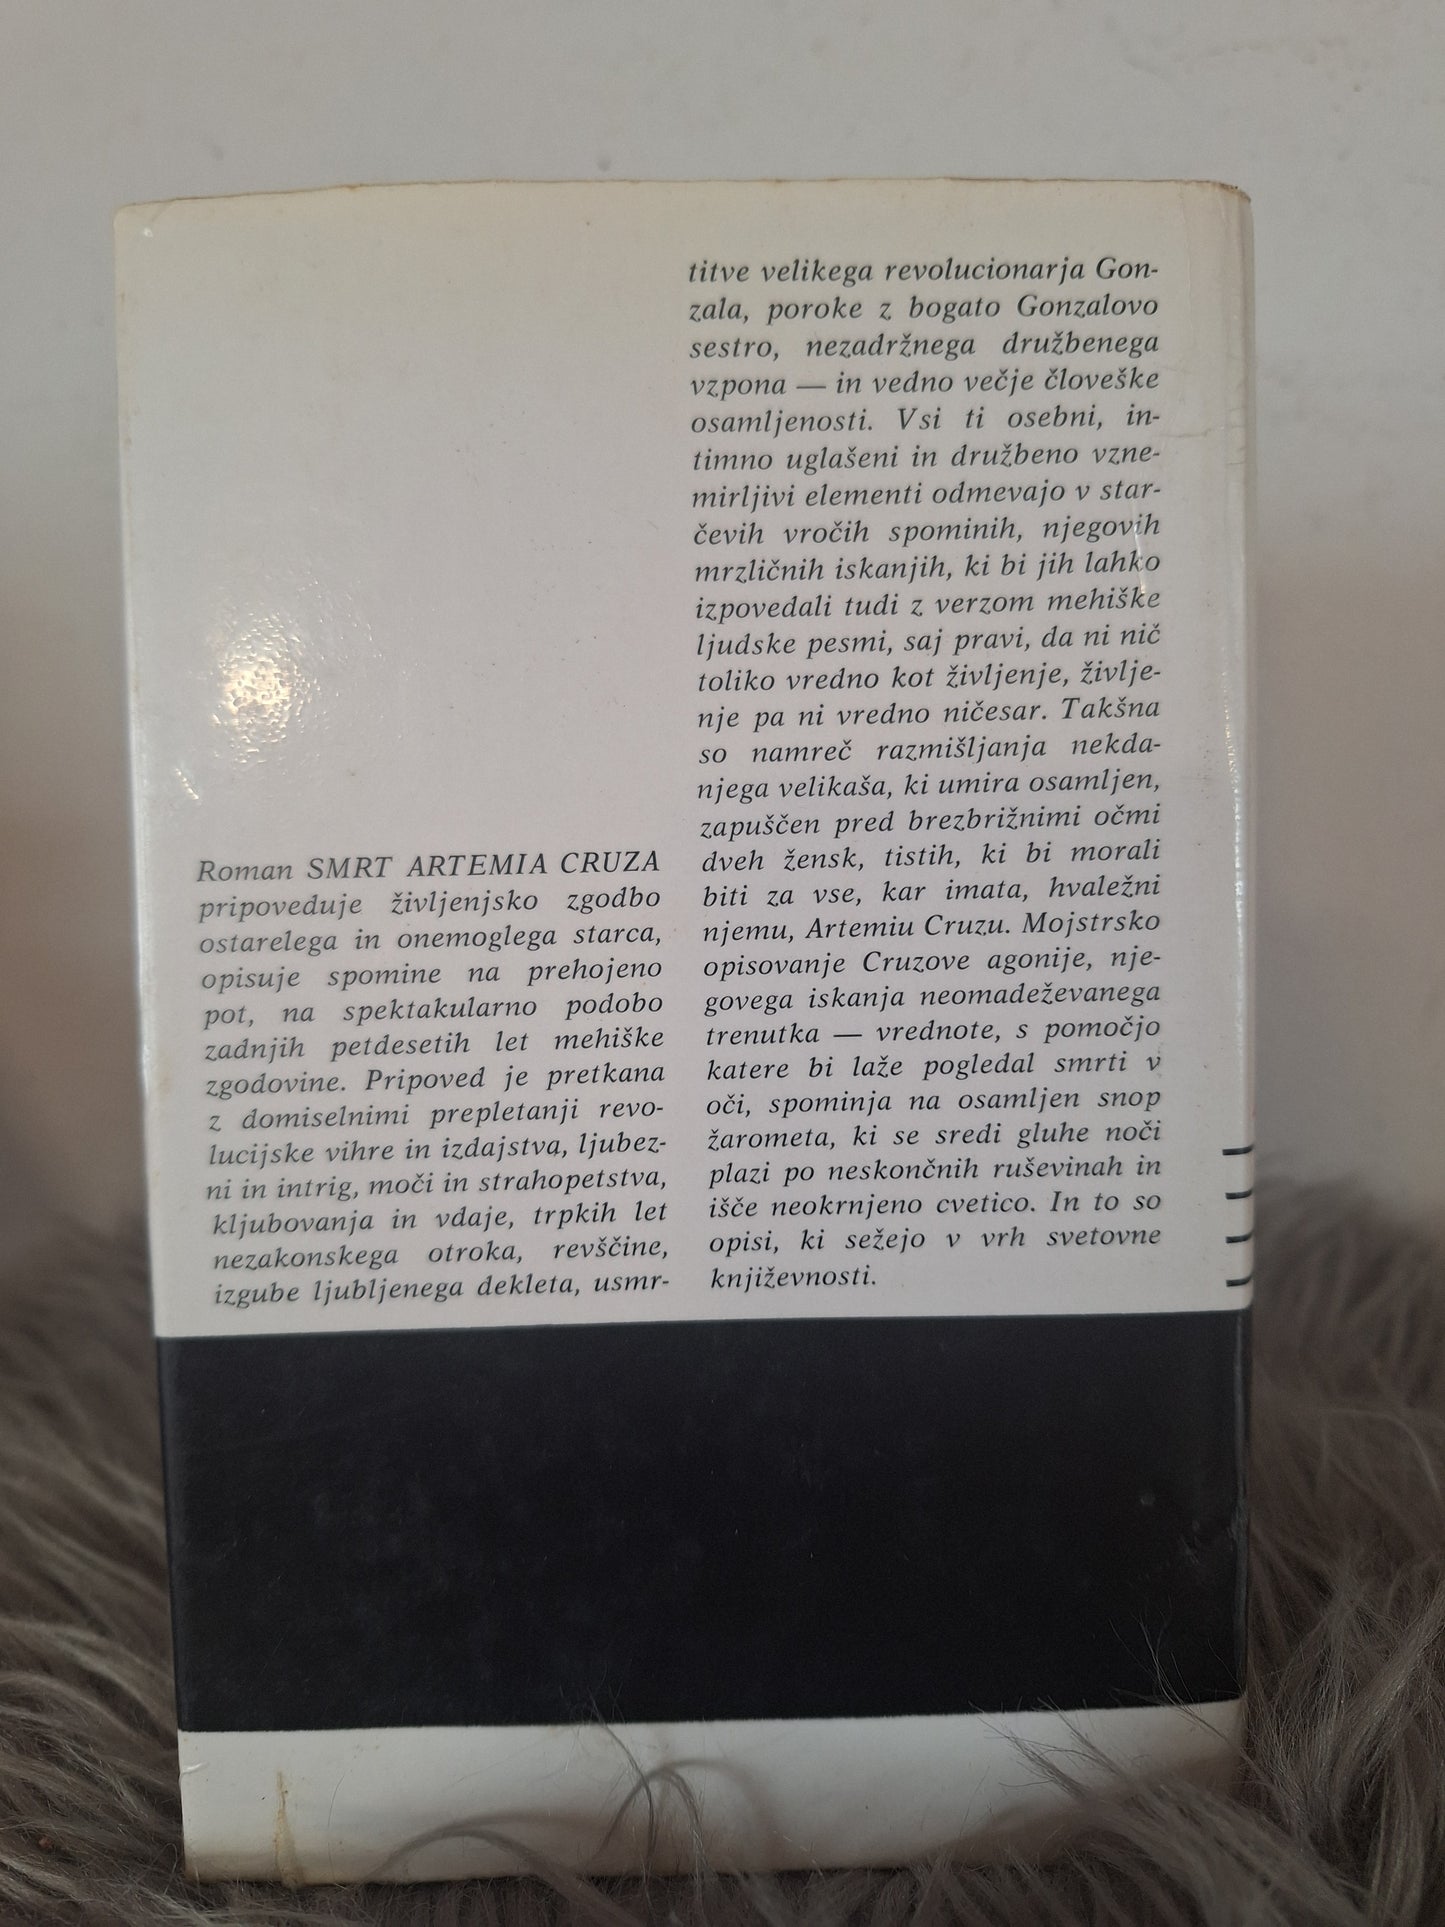 Roman SMRT ARTEMIA CRUZA
pripoveduje življenjsko zgodbo
ostarelega in onemoglega starca,
opisuje spomine na prehojeno
pot, na spektakularno podobo
zadnjih petdesetih let mehiške
zgodovine. Pripoved je pretkana
z domiselnimi prepletanji revo-
lucijske vihre in izdajstva, ljubez-
ni in intrig, moči in strahopetstva,
kljubovanja in vdaje, trpkih let
nezakonskega otroka, revščine,
izgube ljubljenega dekleta, usmr-
titve velikega revolucionarja Gon-
zala, poroke z bogato Gonzalovo
sestro, nezadržnega družbenega
vzpona — in vedno večje človeške
osamljenosti. Vsi ti osebni, in-
timno uglašeni in družbeno vzne-
mirljivi elementi odmevajo v star-
čevih vročih spominih, njegovih
mrzličnih iskanjih, ki bi jih lahko
izpovedali tudi z verzom mehiške
ljudske pesmi, saj pravi, da ni nič
toliko vredno kot življenje, življe-
nje pa ni vredno ničesar. Takšna
so namreč razmišljanja nekda-
njega velikaša, ki umira osamljen,
zapuščen pred brezbrižnimi očmi
dveh žensk, tistih, ki bi morali
biti za vse, kar imata, hvaležni
njemu, Artemiu Cruzu. Mojstrsko
opisovanje Cruzove agonije, nje-
govega iskanja neomadeževanega
trenutka — vrednote, s pomočjo
katere bi laže pogledal smrti v
oči, spominja na osamljen snop
žarometa, ki se sredi gluhe noči
plazi po neskončnih ruševinah in
išče neokrnjeno cvetico. In to so
opisi, ki sežejo v vrh svetovne
književnosti.